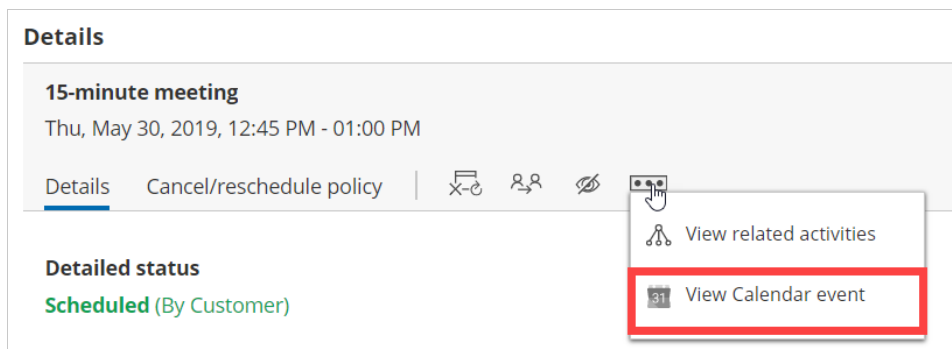 Details
15-minute meeting
Thu, May 30, 2019, 12:45 PM - 01:00 PM
Details Cancel/reschedule policy
View related activities
Detailed status
31 View Calendar event
Scheduled (By Customer)